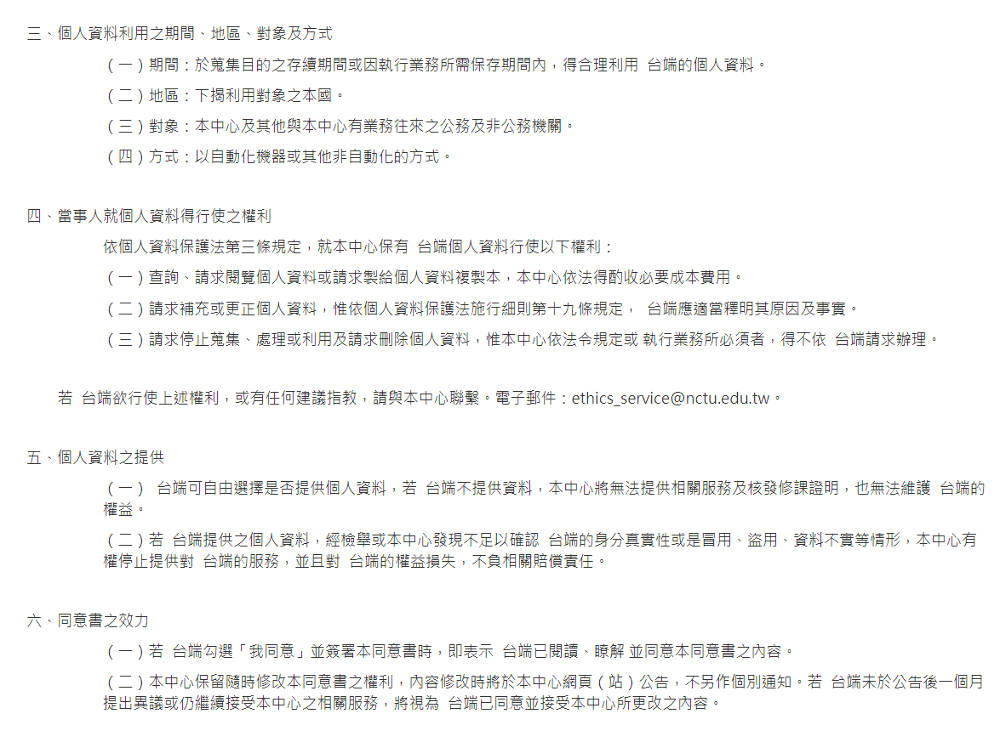 三、個人資料利用之期間、地區、對象及方式
（一）期間：於蒐集目的之存續期間或因執行業務所需保存期間內，得合理利用 台端的個人資料。
（二）地區：下揭利用對象之本國。
（三）對象：本中心及其他與本中心有業務往來之公務及非公務機關。
（四）方式：以自動化機器或其他非自動化的方式。
四、當事人就個人資料得行使之權利
依個人資料保護法第三條規定，就本中心保有 台端個人資料行使以下權利：
（一）查詢、請求閱覽個人資料或請求製給個人資料複製本，本中心依法得酌收必要成本費用。
（二）請求補充或更正個人資料，惟依個人資料保護法施行細則第十九條規定， 台端應適當釋明其原因及事實。
（三）請求停止蒐集、處理或利用及請求刪除個人資料，惟本中心依法令規定或 執行業務所必須者，得不依 台端請求辦理。
若 台端欲行使上述權利，或有任何建議指教，請與本中心聯繫。電子郵件：ethics_service@nctu.edu.tw。
五、個人資料之提供
（一） 台端可自由選擇是否提供個人資料，若 台端不提供資料，本中心將無法提供相關服務及核發修課證明，也無法維護 台端的
權益。
（二）若 台端提供之個人資料，經檢舉或本中心發現不足以確認 台端的身分真實性或是冒用、盜用、資料不實等情形，本中心有
權停止提供對 台端的服務，並且對 台端的權益損失，不負相關賠償責任。
六、同意書之效力
（一）若 台端勾選「我同意」並簽署本同意書時，即表示 台端已閱讀、瞭解 並同意本同意書之內容。
（二）本中心保留隨時修改本同意書之權利，內容修改時將於本中心網頁（站）公告，不另作個別通知。若 台端未於公告後一個月
提出異議或仍繼續接受本中心之相關服務，將視為 台端已同意並接受本中心所更改之內容。